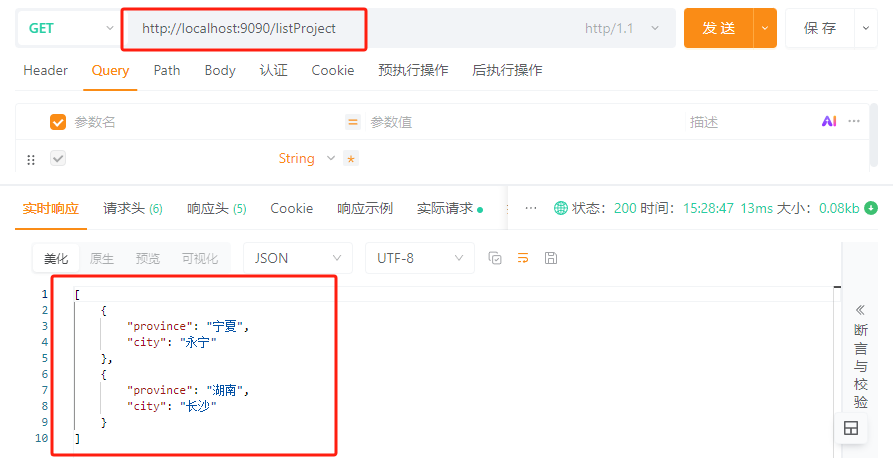 GET http://localhost:9090/listProject http/1.1 发 送 保 存
Header Query Path Body 认证 Cookie 预执行操作 后执行操作
参数名 = 参数值 描述 AI ...
String *
实时响应 请求头 (6) 响应头 (5) Cookie 响应示例 实际请求 ... 状态: 200 时间: 15:28:47 13ms 大小: 0.08kb
美化 原生 预览 可视化 JSON UTF-8
1 [
2 {
3 "province": "宁夏",
4 "city": "永宁"
5 },
6 {
7 "province": "湖南",
8 "city": "长沙"
9 }
10 ]
断言与校验